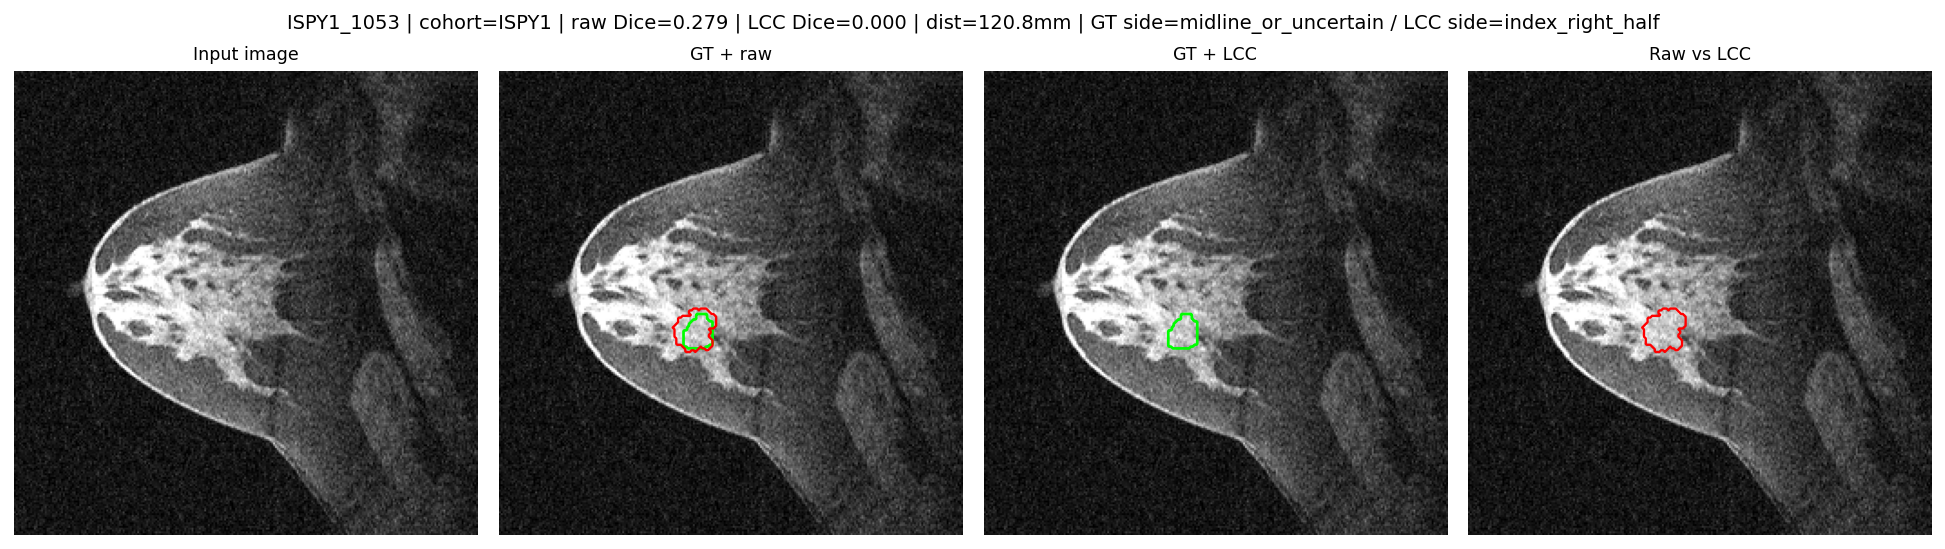 ISPY1_1053 | cohort=ISPY1 | raw Dice=0.279 | LCC Dice=0.000 | dist=120.8mm | GT side=midline_or_uncertain / LCC side=index_right_half
Input image
GT + raw
GT + LCC
Raw vs LCC